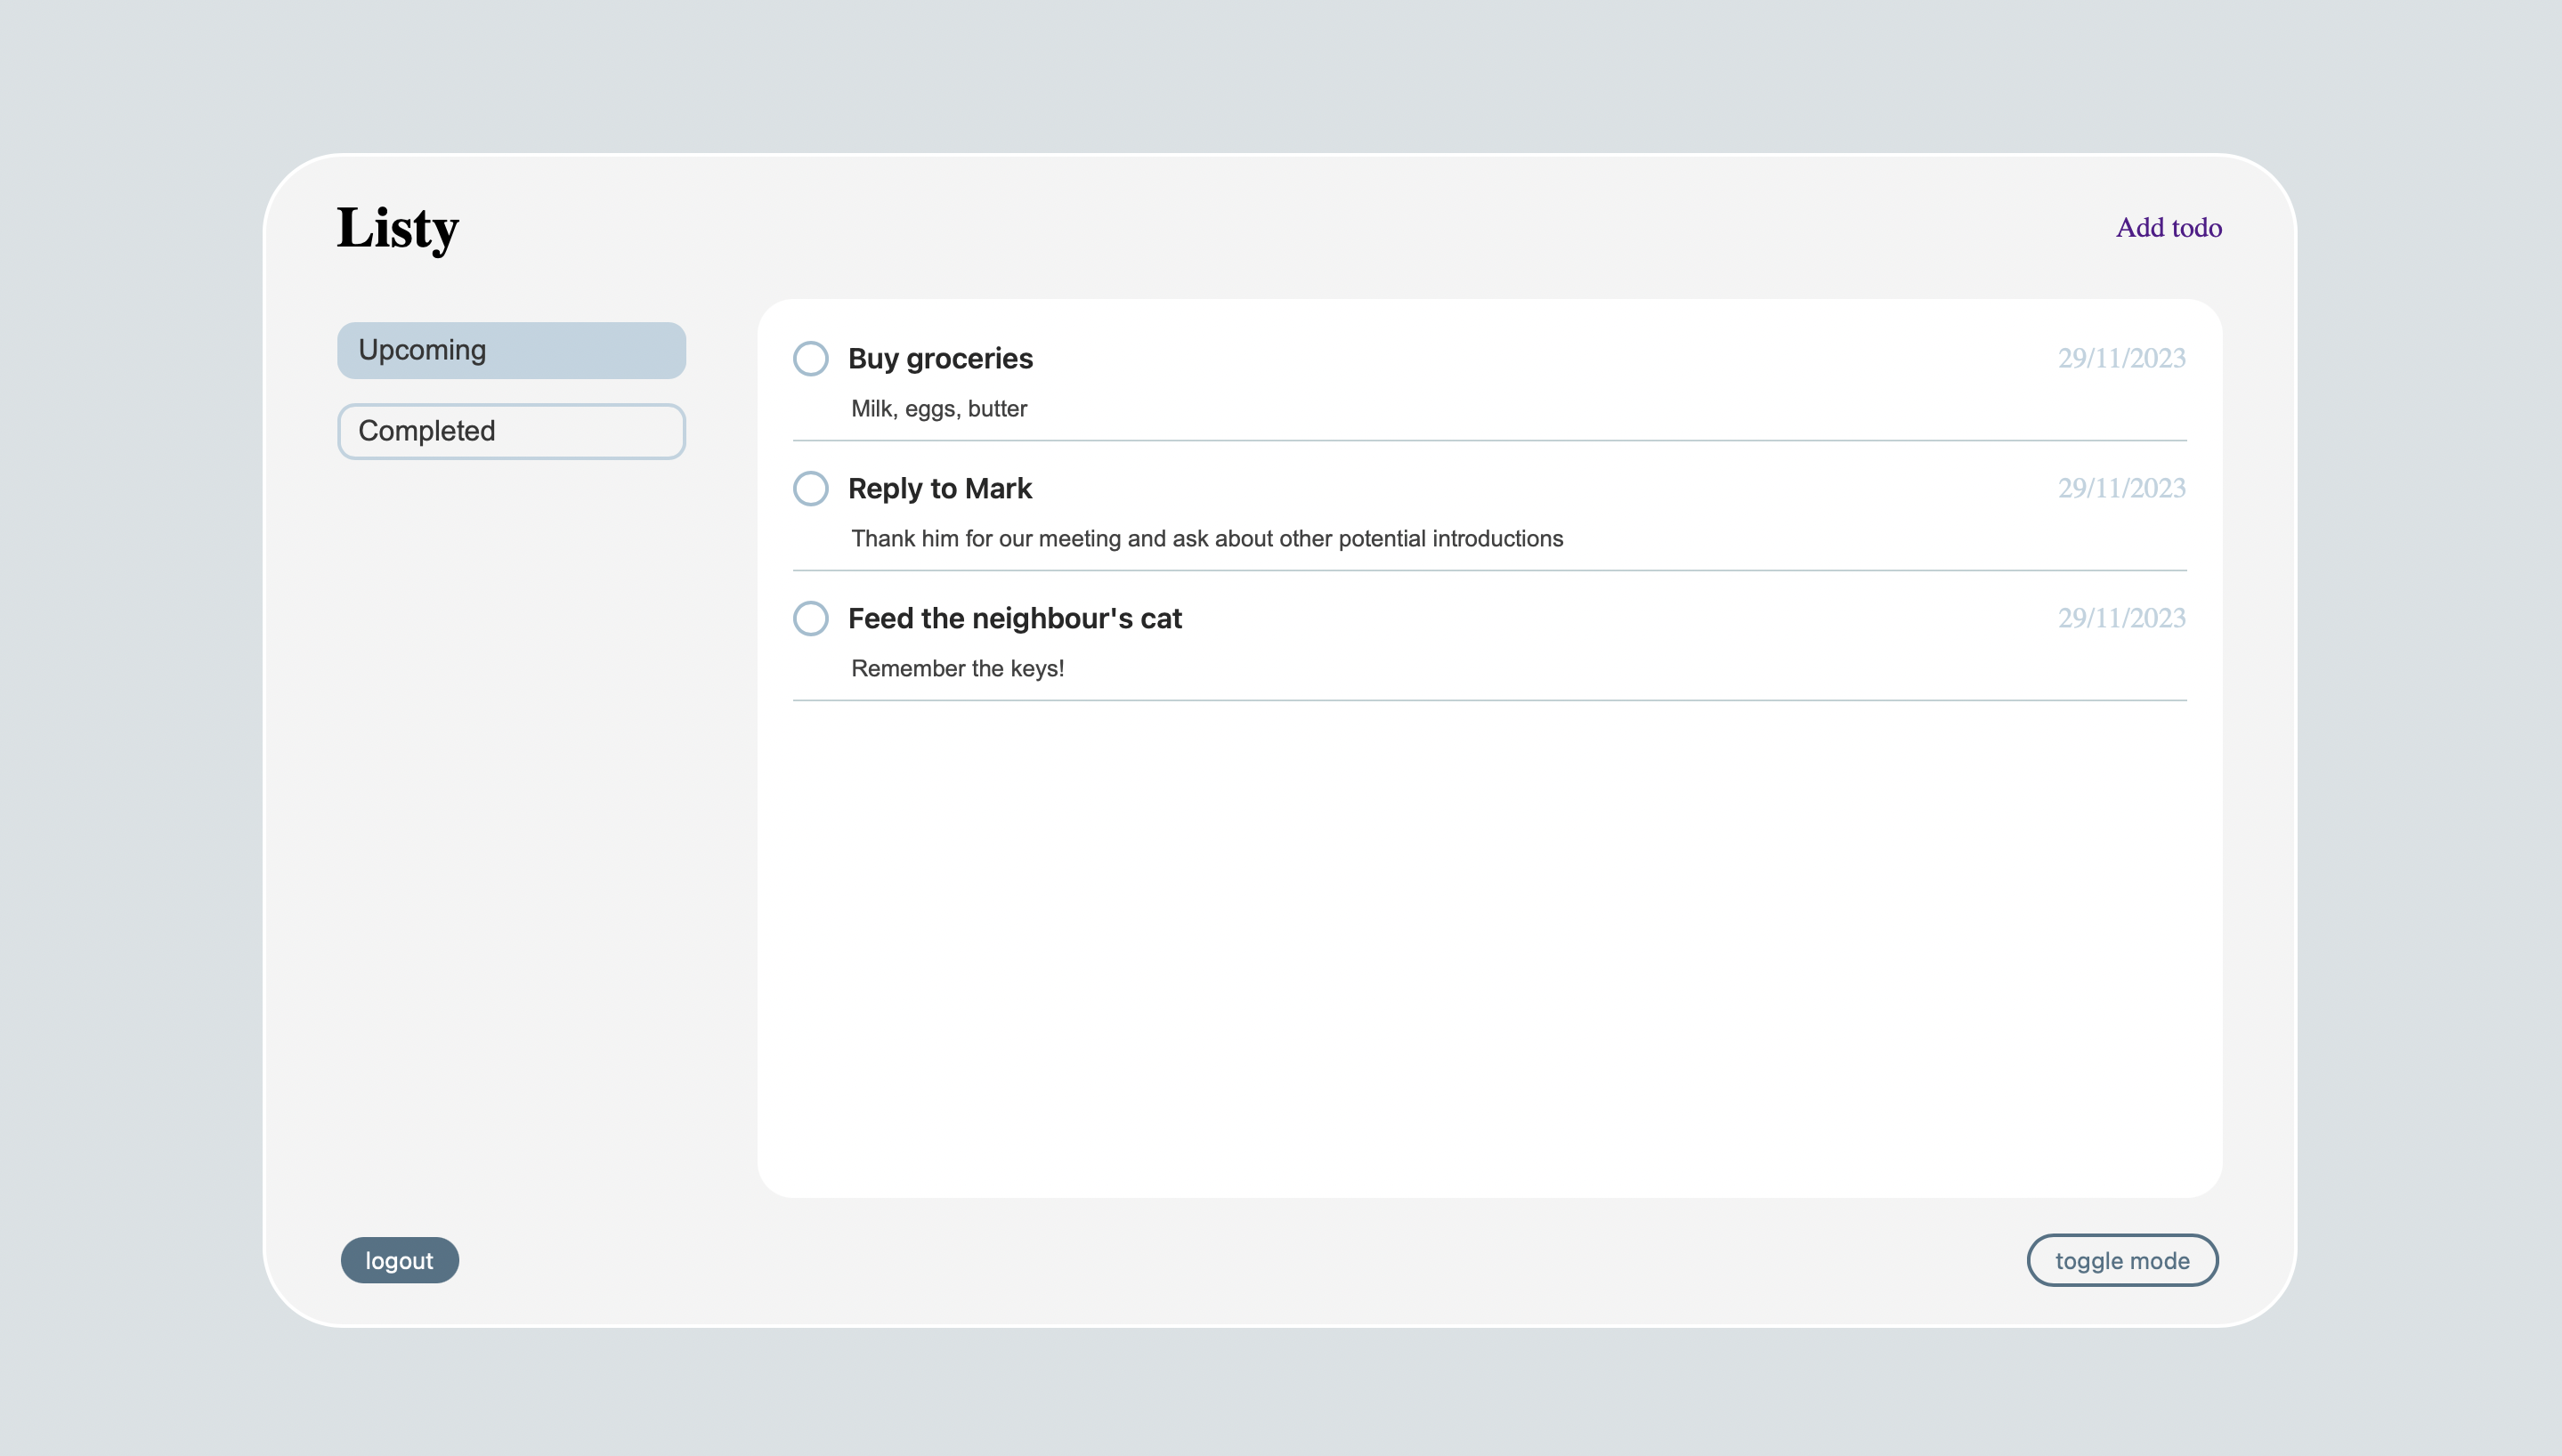 Listy
Add todo
Upcoming
Completed
Buy groceries
29/11/2023
Milk, eggs, butter
Reply to Mark
29/11/2023
Thank him for our meeting and ask about other potential introductions
Feed the neighbour's cat
29/11/2023
Remember the keys!
logout
toggle mode